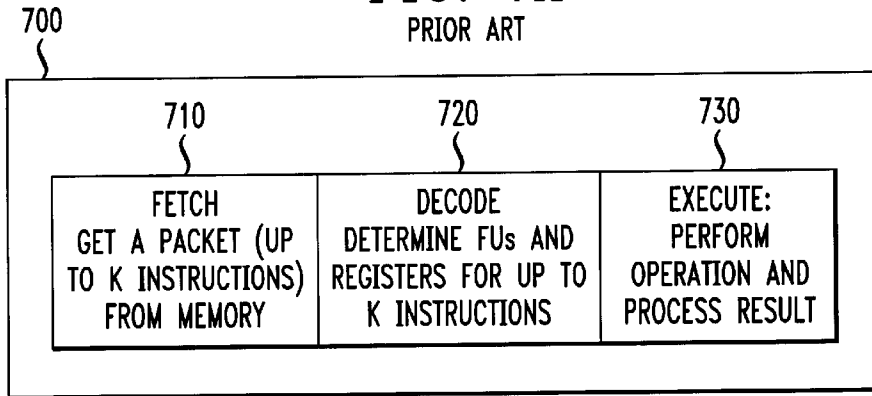 PRIOR ART
700
710
720
730
FETCH
GET A PACKET (UP
TO K INSTRUCTIONS)
FROM MEMORY
DECODE
DETERMINE FUs AND
REGISTERS FOR UP TO
K INSTRUCTIONS
EXECUTE:
PERFORM
OPERATION AND
PROCESS RESULT